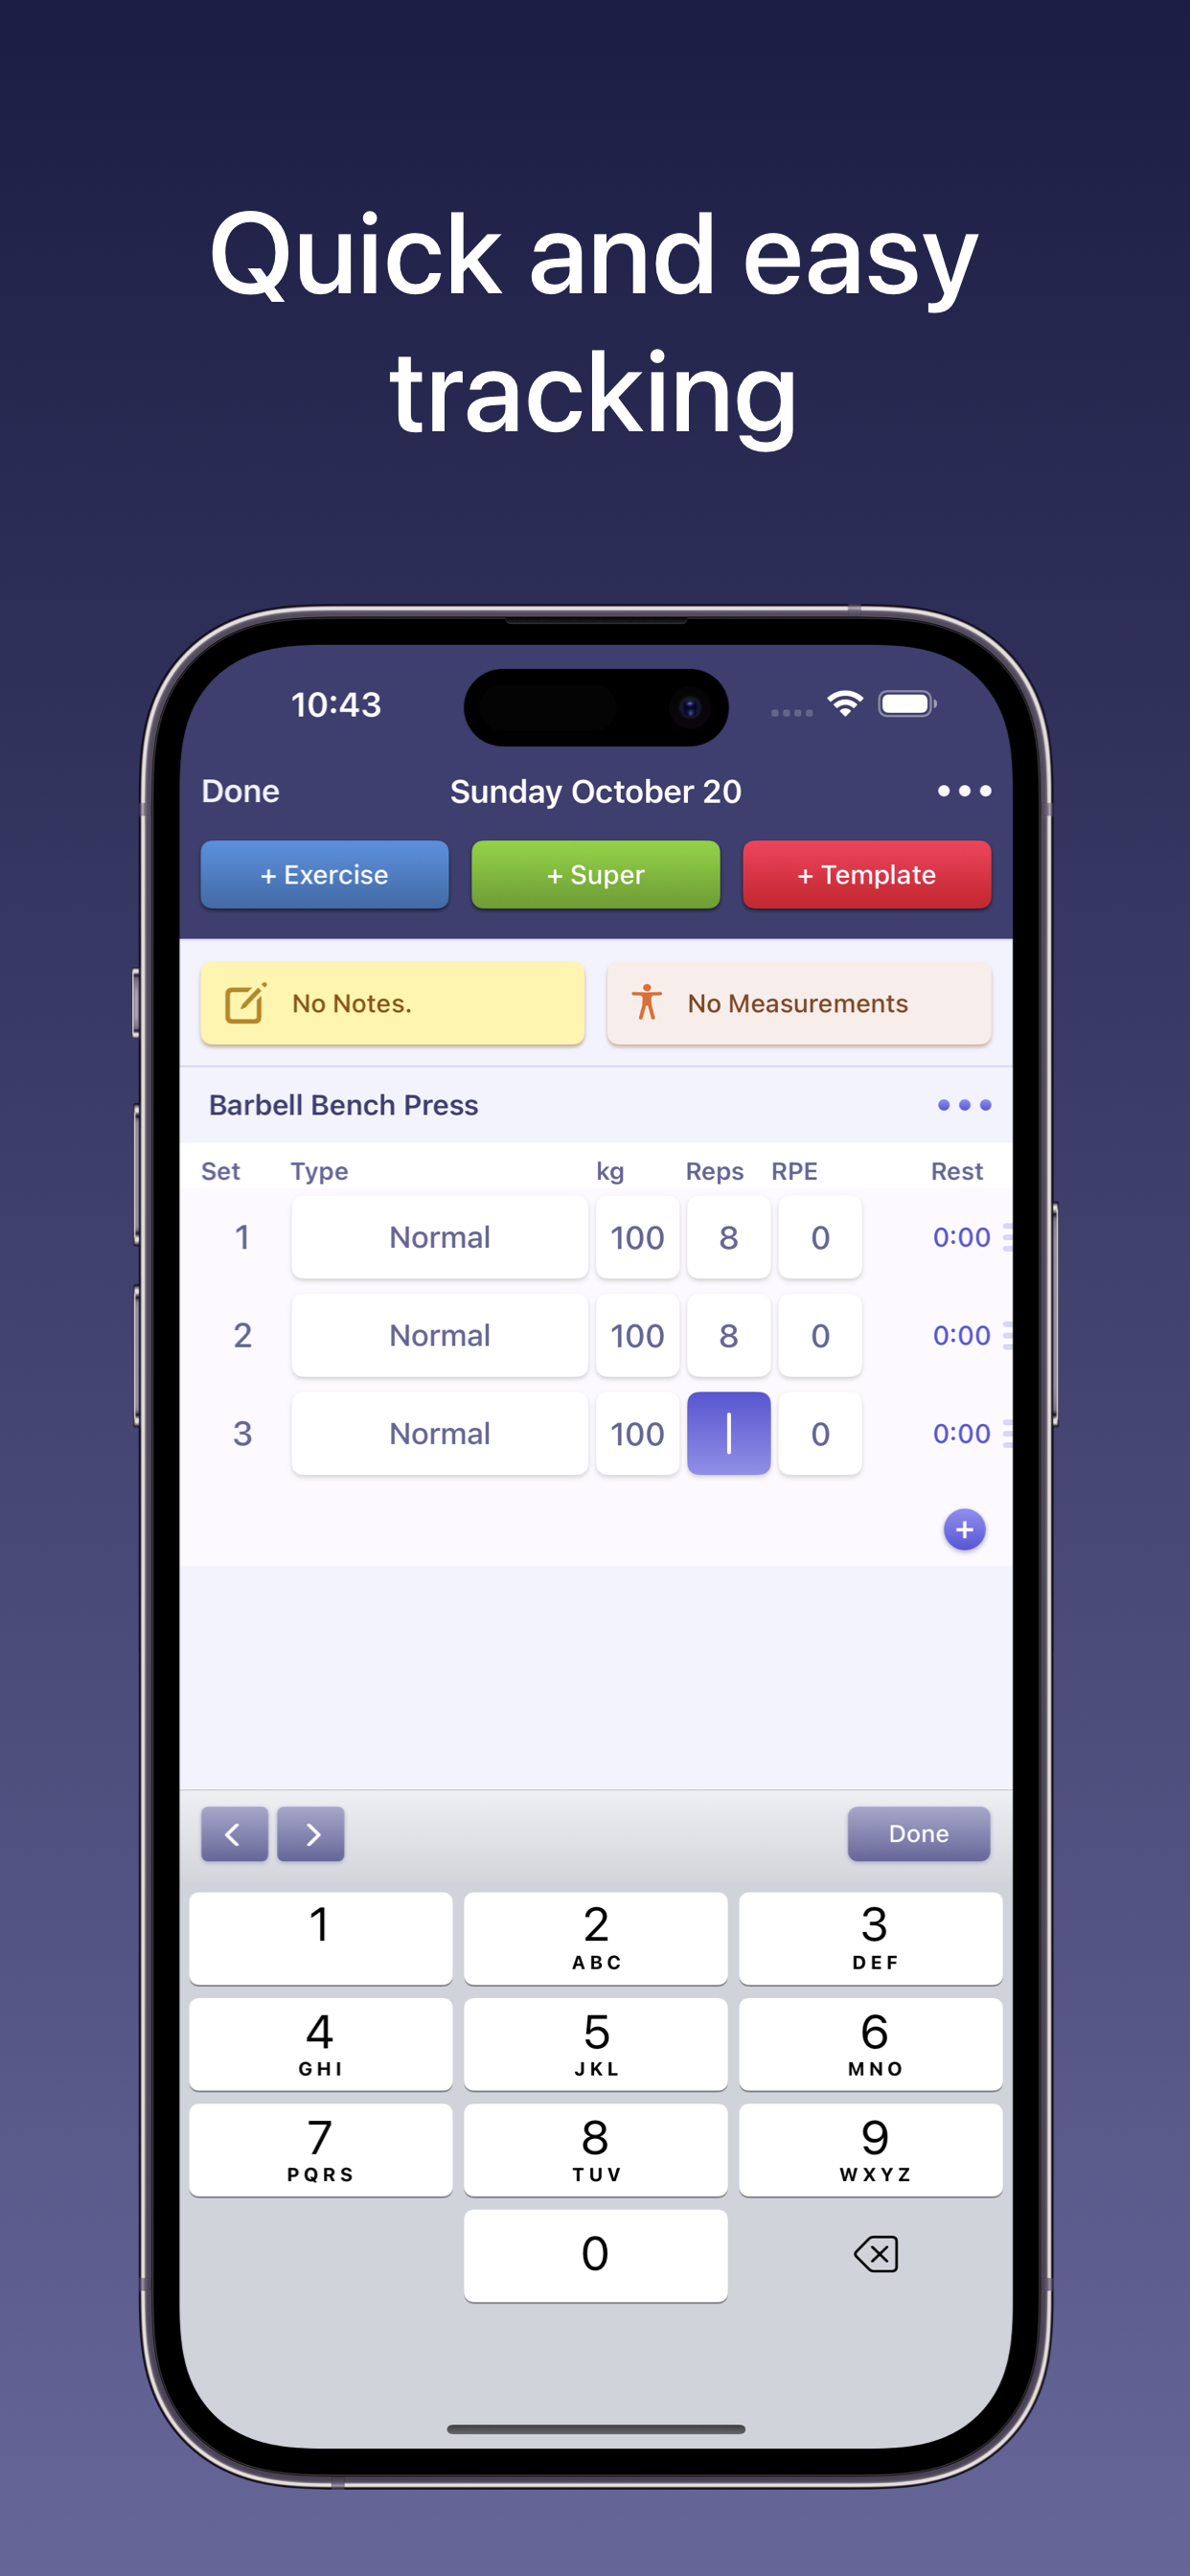 Quick and easy
tracking
10:43
Done Sunday October 20
+ Exercise + Super + Template
No Notes. No Measurements
Barbell Bench Press
Set Type kg Reps RPE Rest
1 Normal 100 8 0 0:00
2 Normal 100 8 0 0:00
3 Normal 100 0 0:00
+
Done
1 2 3
ABC DEF
4 5 6
GHI JKL MNO
7 8 9
PQRS TUV WXYZ
0